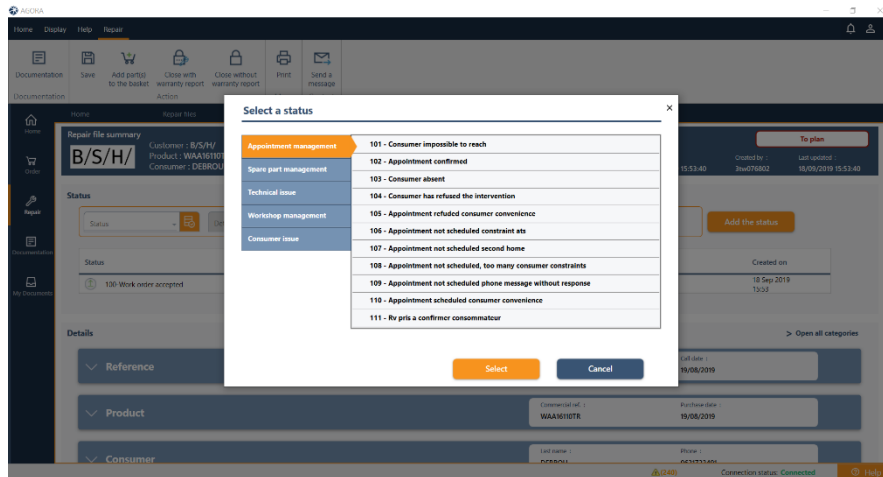 AGORA
Home Display Help Repair
Documentation Save Add part(s) to the basket Close with warranty report Close without warranty report Print Send a message
Documentation Action
Home Repair files
Home
Order
Repair
Documentation
My Documents
Repair file summary
B/S/H/
Customer : B/S/H/
Product : WAA16110T
Consumer : DEBROU
To plan
Created by :
Last updated :
15:53:40
18/09/2019 15:53:40
Status
Status
Add the status
Status
Created on
100-Work order accepted
18 Sep 2019
15:53
Select a status
Appointment management
Spare part management
Technical issue
Workshop management
Consumer issue
101 - Consumer impossible to reach
102 - Appointment confirmed
103 - Consumer absent
104 - Consumer has refused the intervention
105 - Appointment refuded consumer convenience
106 - Appointment not scheduled constraint ats
107 - Appointment not scheduled second home
108 - Appointment not scheduled, too many consumer constraints
109 - Appointment not scheduled phone message without response
110 - Appointment scheduled consumer convenience
111 - Rv pris a confirmer consommateur
Select
Cancel
Details
> Open all categories
Reference
Call date :
19/08/2019
Product
Commercial ref. :
WAA16110TR
Purchase date :
19/08/2019
Consumer
Last name :
Phone :
(240)
Connection status: Connected
Help